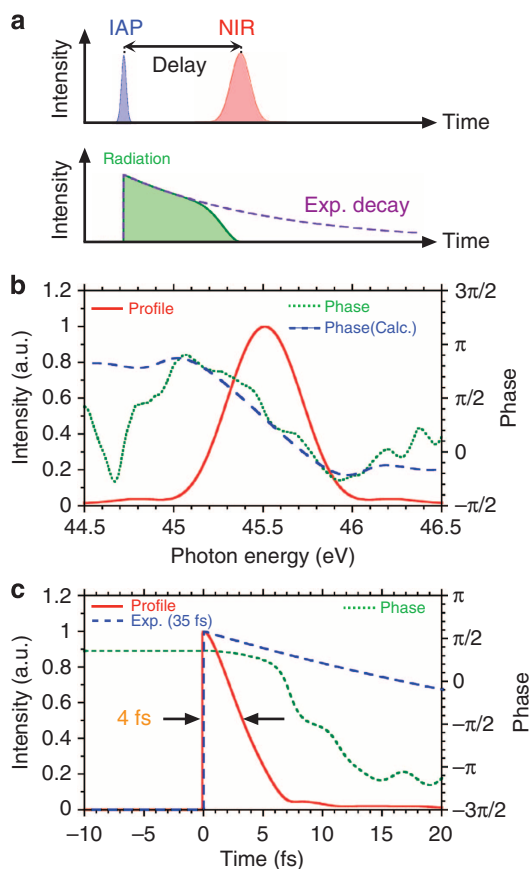 a
IAP NIR
Delay
Intensity
Time
Radiation
Exp. decay
Intensity
Time
b
1.2 3π/2
Profile Phase
Phase(Calc.)
1 π
0.8
π/2
0.6
0.4 0
0.2
0 −π/2
Intensity (a.u.)
Phase
44.5 45 45.5 46 46.5
Photon energy (eV)
c
1.2 π
Profile Phase
Exp. (35 fs)
1 π/2
0.8
0
0.6
4 fs
−π/2
0.4
−π
0.2
0 −3π/2
Intensity (a.u.)
Phase
−10 −5 0 5 10 15 20
Time (fs)